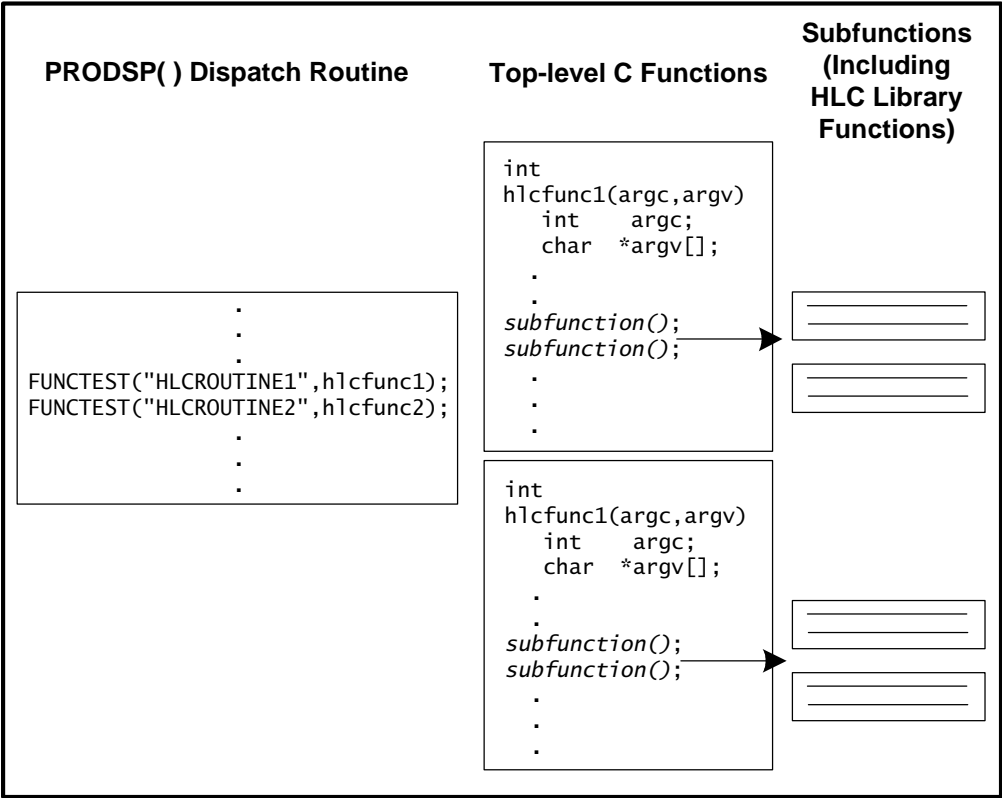 PRODSP( ) Dispatch Routine
Top-level C Functions
Subfunctions
(Including
HLC Library
Functions)
.
.
.
FUNCTEST("HLCROUTINE1",hlcfunc1);
FUNCTEST("HLCROUTINE2",hlcfunc2);
.
.
.
int
hlcfunc1(argc,argv)
int argc;
char *argv[];
.
.
subfunction();
subfunction();
.
.
.
int
hlcfunc1(argc,argv)
int argc;
char *argv[];
.
.
subfunction();
subfunction();
.
.
.